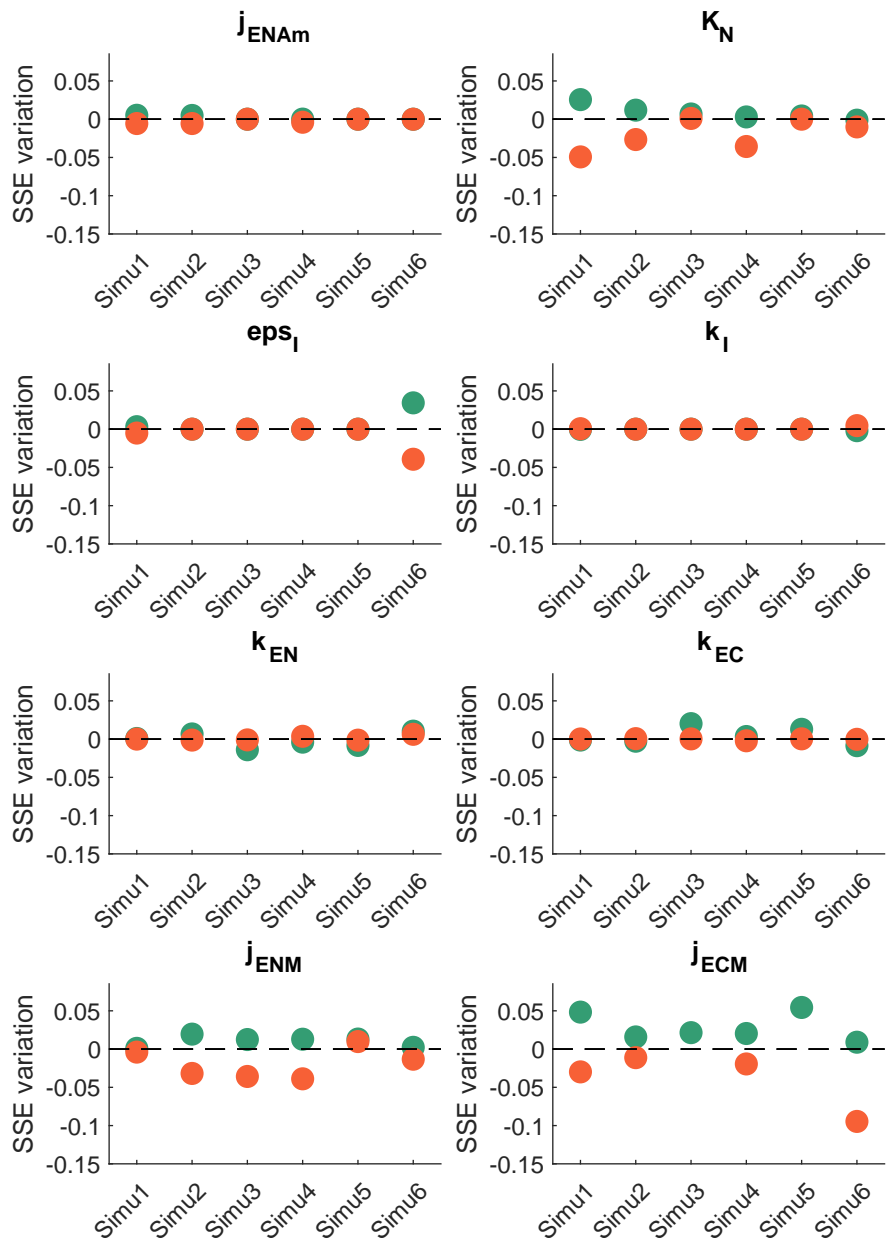 j_ENAm
SSE variation
0.05
0
-0.05
-0.1
-0.15
Simu1
Simu2
Simu3
Simu4
Simu5
Simu6
K_N
SSE variation
0.05
0
-0.05
-0.1
-0.15
Simu1
Simu2
Simu3
Simu4
Simu5
Simu6
eps_I
SSE variation
0.05
0
-0.05
-0.1
-0.15
Simu1
Simu2
Simu3
Simu4
Simu5
Simu6
k_I
SSE variation
0.05
0
-0.05
-0.1
-0.15
Simu1
Simu2
Simu3
Simu4
Simu5
Simu6
k_EN
SSE variation
0.05
0
-0.05
-0.1
-0.15
Simu1
Simu2
Simu3
Simu4
Simu5
Simu6
k_EC
SSE variation
0.05
0
-0.05
-0.1
-0.15
Simu1
Simu2
Simu3
Simu4
Simu5
Simu6
j_ENM
SSE variation
0.05
0
-0.05
-0.1
-0.15
Simu1
Simu2
Simu3
Simu4
Simu5
Simu6
j_ECM
SSE variation
0.05
0
-0.05
-0.1
-0.15
Simu1
Simu2
Simu3
Simu4
Simu5
Simu6